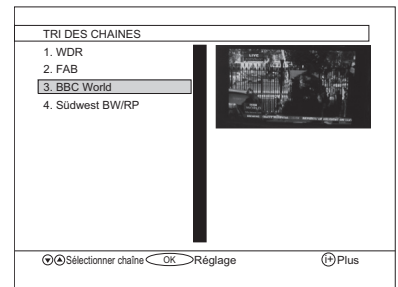 TRI DES CHAINES
1. WDR
2. FAB
3. BBC World
4. Südwest BW/RP
LIVE
Sélectionner chaîne OK Réglage i+ Plus